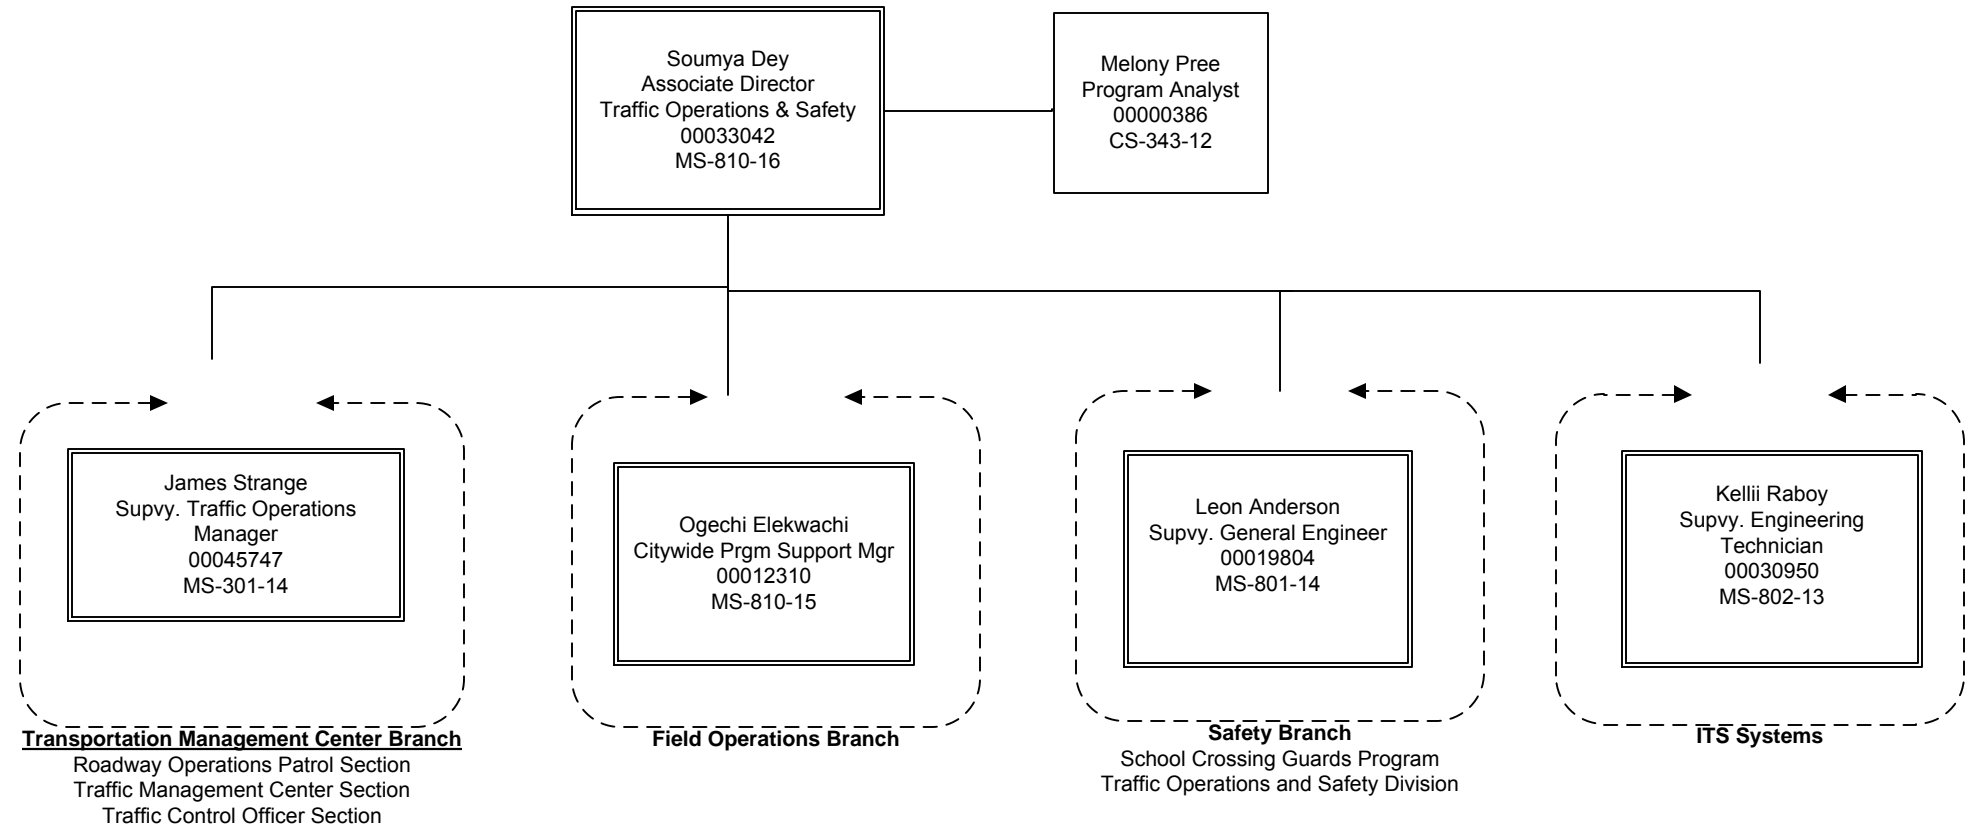 Soumya Dey
Associate Director
Traffic Operations & Safety
00033042
MS-810-16
Melony Pree
Program Analyst
00000386
CS-343-12
James Strange
Supvy. Traffic Operations
Manager
00045747
MS-301-14
Ogechi Elekwachi
Citywide Prgm Support Mgr
00012310
MS-810-15
Leon Anderson
Supvy. General Engineer
00019804
MS-801-14
Kellii Raboy
Supvy. Engineering
Technician
00030950
MS-802-13
Transportation Management Center Branch
Roadway Operations Patrol Section
Traffic Management Center Section
Traffic Control Officer Section
Field Operations Branch
Safety Branch
School Crossing Guards Program
Traffic Operations and Safety Division
ITS Systems